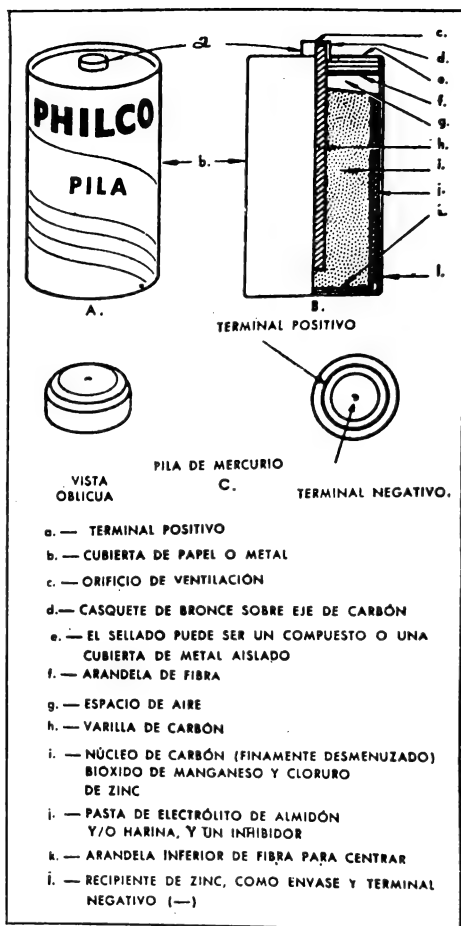 a
c.
d.
PHILCO
e.
f.
g.
PILA
b.
h.
i.
j.
l.
A.
B.
TERMINAL POSITIVO
VISTA
OBLICUA
PILA DE MERCURIO
C.
TERMINAL NEGATIVO.
a.— TERMINAL POSITIVO
b.— CUBIERTA DE PAPEL O METAL
c.— ORIFICIO DE VENTILACIÓN
d.— CASQUETE DE BRONCE SOBRE EJE DE CARBÓN
e.— EL SELLADO PUEDE SER UN COMPUESTO O UNA
CUBIERTA DE METAL AISLADO
f.— ARANDELA DE FIBRA
g.— ESPACIO DE AIRE
h.— VARILLA DE CARBÓN
i.— NÚCLEO DE CARBÓN (FINAMENTE DESMENUZADO)
BIÓXIDO DE MANGANESO Y CLORURO
DE ZINC
j.— PASTA DE ELECTRÓLITO DE ALMIDÓN
Y/O HARINA, Y UN INHIBIDOR
k.— ARANDELA INFERIOR DE FIBRA PARA CENTRAR
l.— RECIPIENTE DE ZINC, COMO ENVASE Y TERMINAL
NEGATIVO (—)